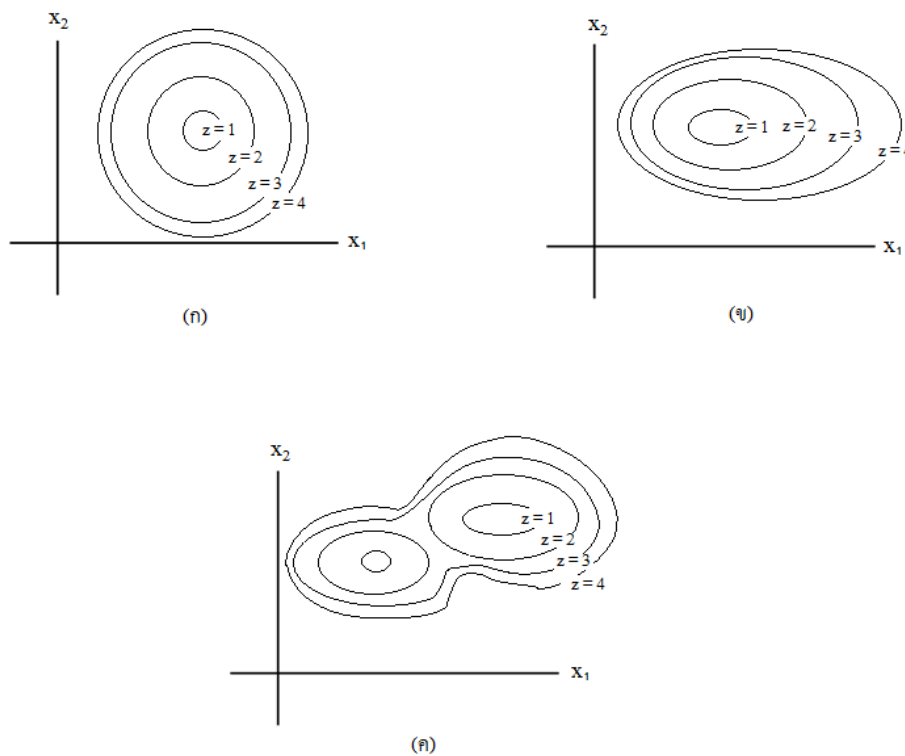 x₂
z = 1
z = 2
z = 3
z = 4
x₁
(ก)
x₂
z = 1
z = 2
z = 3
z = 4
x₁
(ข)
x₂
z = 1
z = 2
z = 3
z = 4
x₁
(ค)